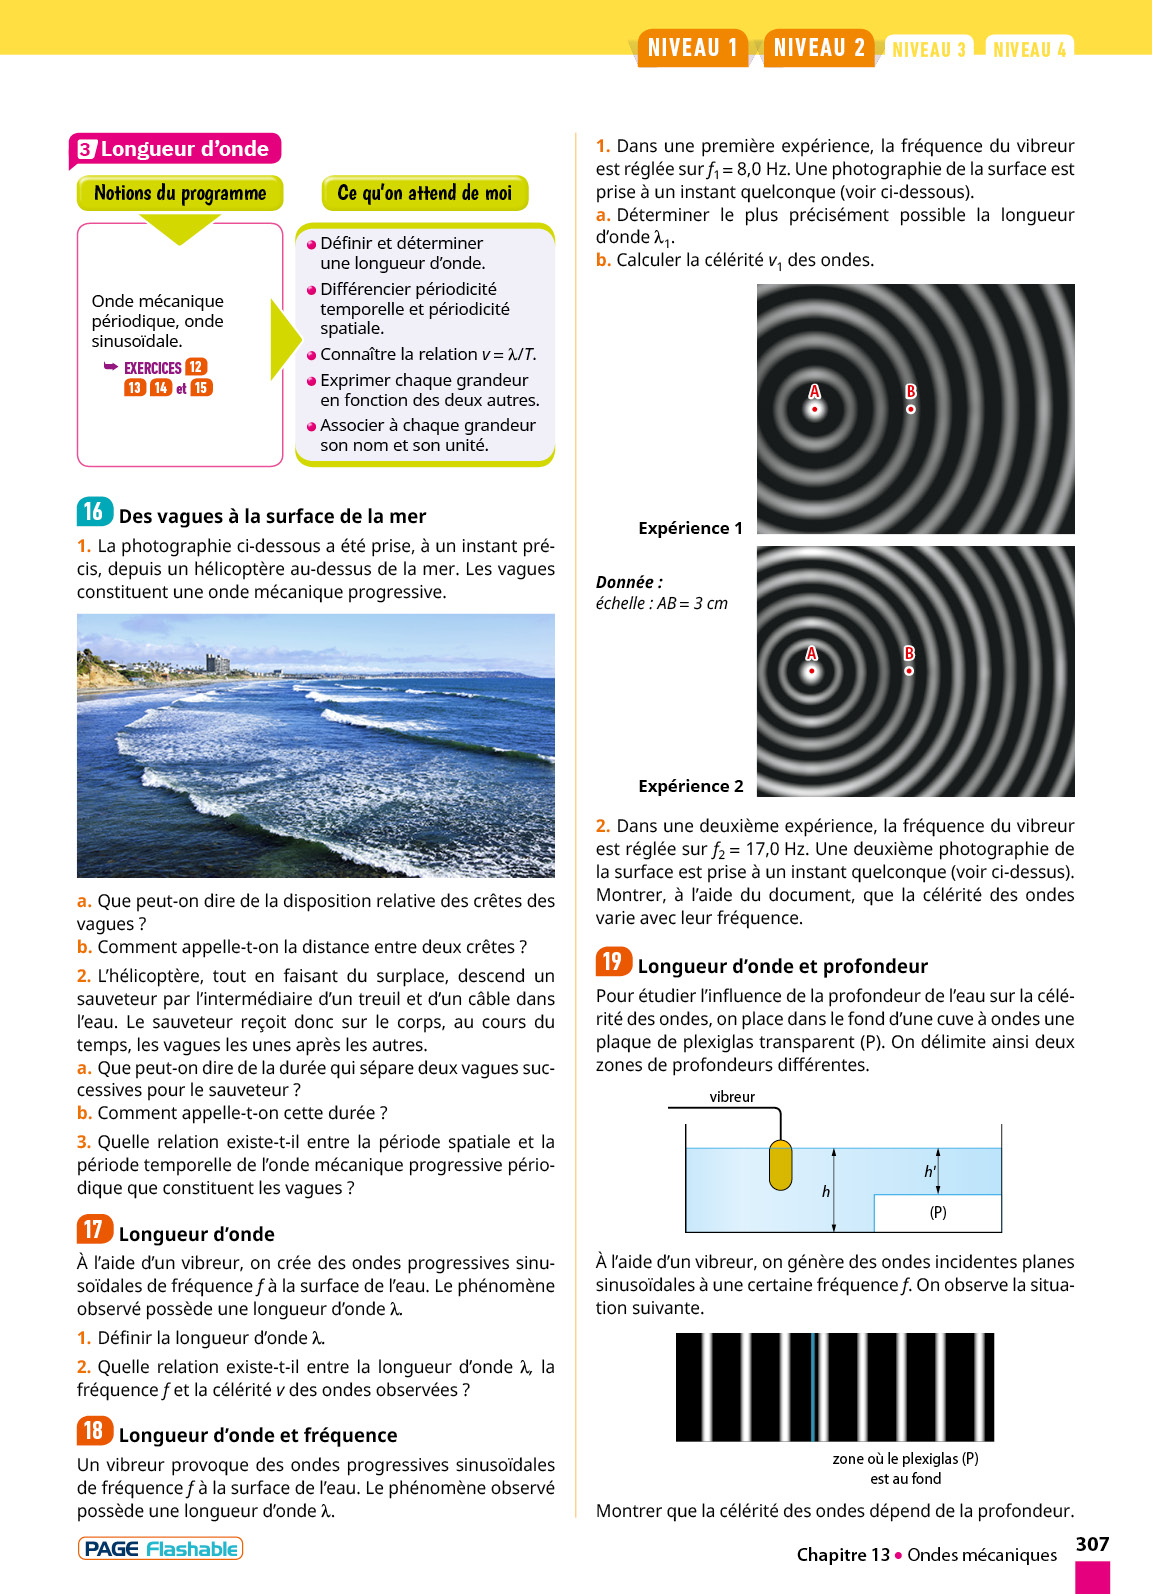 NIVEAU 1
NIVEAU 2
NIVEAU 3
NIVEAU 4
3 Longueur d’onde
Notions du programme
Ce qu’on attend de moi
Onde mécanique
périodique, onde
sinusoïdale.
➥ EXERCICES 12
13 14 et 15
• Définir et déterminer
une longueur d’onde.
• Différencier périodicité
temporelle et périodicité
spatiale.
• Connaître la relation v = λ/T.
• Exprimer chaque grandeur
en fonction des deux autres.
• Associer à chaque grandeur
son nom et son unité.
16 Des vagues à la surface de la mer
1. La photographie ci-dessous a été prise, à un instant pré-
cis, depuis un hélicoptère au-dessus de la mer. Les vagues
constituent une onde mécanique progressive.
a. Que peut-on dire de la disposition relative des crêtes des
vagues ?
b. Comment appelle-t-on la distance entre deux crêtes ?
2. L’hélicoptère, tout en faisant du surplace, descend un
sauveteur par l’intermédiaire d’un treuil et d’un câble dans
l’eau. Le sauveteur reçoit donc sur le corps, au cours du
temps, les vagues les unes après les autres.
a. Que peut-on dire de la durée qui sépare deux vagues suc-
cessives pour le sauveteur ?
b. Comment appelle-t-on cette durée ?
3. Quelle relation existe-t-il entre la période spatiale et la
période temporelle de l’onde mécanique progressive pério-
dique que constituent les vagues ?
17 Longueur d’onde
À l’aide d’un vibreur, on crée des ondes progressives sinu-
soïdales de fréquence f à la surface de l’eau. Le phénomène
observé possède une longueur d’onde λ.
1. Définir la longueur d’onde λ.
2. Quelle relation existe-t-il entre la longueur d’onde λ, la
fréquence f et la célérité v des ondes observées ?
18 Longueur d’onde et fréquence
Un vibreur provoque des ondes progressives sinusoïdales
de fréquence f à la surface de l’eau. Le phénomène observé
possède une longueur d’onde λ.
1. Dans une première expérience, la fréquence du vibreur
est réglée sur f₁ = 8,0 Hz. Une photographie de la surface est
prise à un instant quelconque (voir ci-dessous).
a. Déterminer le plus précisément possible la longueur
d’onde λ₁.
b. Calculer la célérité v₁ des ondes.
A B
Expérience 1
Donnée :
échelle : AB = 3 cm
A B
Expérience 2
2. Dans une deuxième expérience, la fréquence du vibreur
est réglée sur f₂ = 17,0 Hz. Une deuxième photographie de
la surface est prise à un instant quelconque (voir ci-dessus).
Montrer, à l’aide du document, que la célérité des ondes
varie avec leur fréquence.
19 Longueur d’onde et profondeur
Pour étudier l’influence de la profondeur de l’eau sur la célé-
rité des ondes, on place dans le fond d’une cuve à ondes une
plaque de plexiglas transparent (P). On délimite ainsi deux
zones de profondeurs différentes.
vibreur
h
h'
(P)
À l’aide d’un vibreur, on génère des ondes incidentes planes
sinusoïdales à une certaine fréquence f. On observe la situa-
tion suivante.
zone où le plexiglas (P)
est au fond
Montrer que la célérité des ondes dépend de la profondeur.
PAGE Flashable
Chapitre 13 • Ondes mécaniques
307